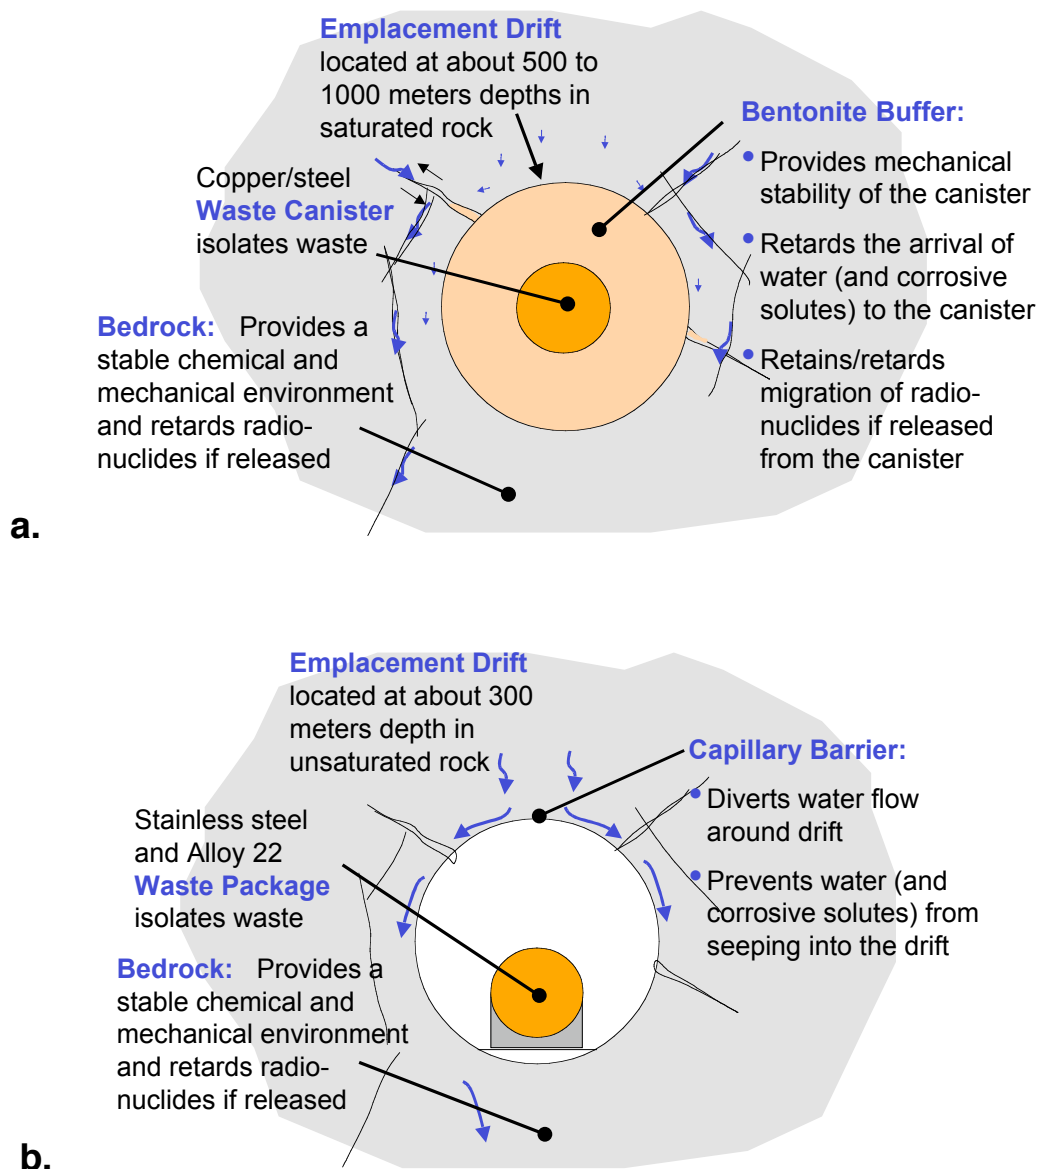 Emplacement Drift
located at about 500 to
1000 meters depths in
saturated rock
Copper/steel
Waste Canister
isolates waste
Bedrock: Provides a
stable chemical and
mechanical environment
and retards radio-
nuclides if released
Bentonite Buffer:
• Provides mechanical
stability of the canister
• Retards the arrival of
water (and corrosive
solutes) to the canister
• Retains/retards
migration of radio-
nuclides if released
from the canister
a.
Emplacement Drift
located at about 300
meters depth in
unsaturated rock
Stainless steel
and Alloy 22
Waste Package
isolates waste
Bedrock: Provides a
stable chemical and
mechanical environment
and retards radio-
nuclides if released
Capillary Barrier:
• Diverts water flow
around drift
• Prevents water (and
corrosive solutes) from
seeping into the drift
b.